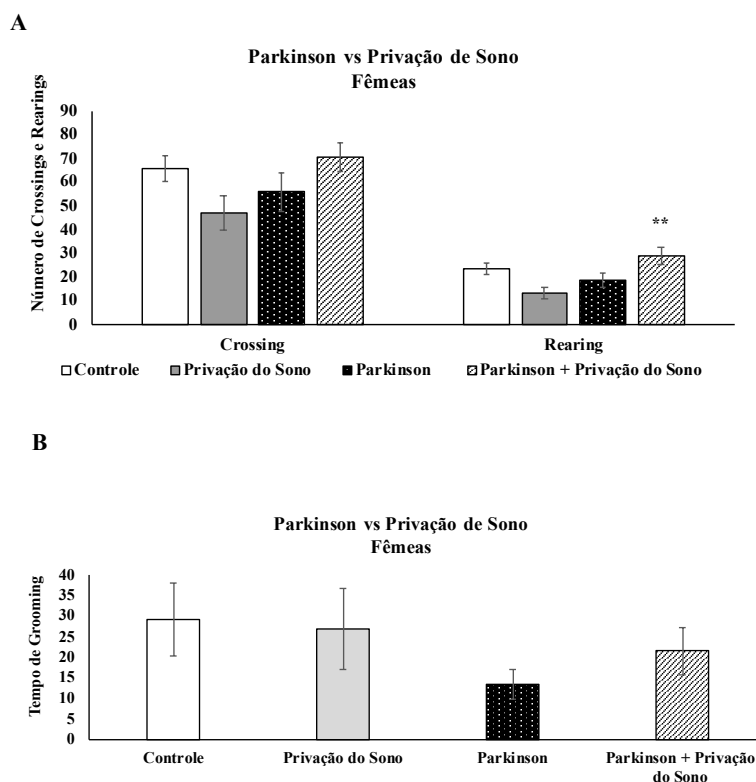 A
Parkinson vs Privação de Sono
Fêmeas
Número de Crossings e Rearings
90
80
70
60
50
40
30
20
10
0
**
Crossing
Rearing
Controle
Privação do Sono
Parkinson
Parkinson + Privação do Sono
B
Parkinson vs Privação de Sono
Fêmeas
Tempo de Grooming
40
35
30
25
20
15
10
5
0
Controle
Privação do Sono
Parkinson
Parkinson + Privação
do Sono